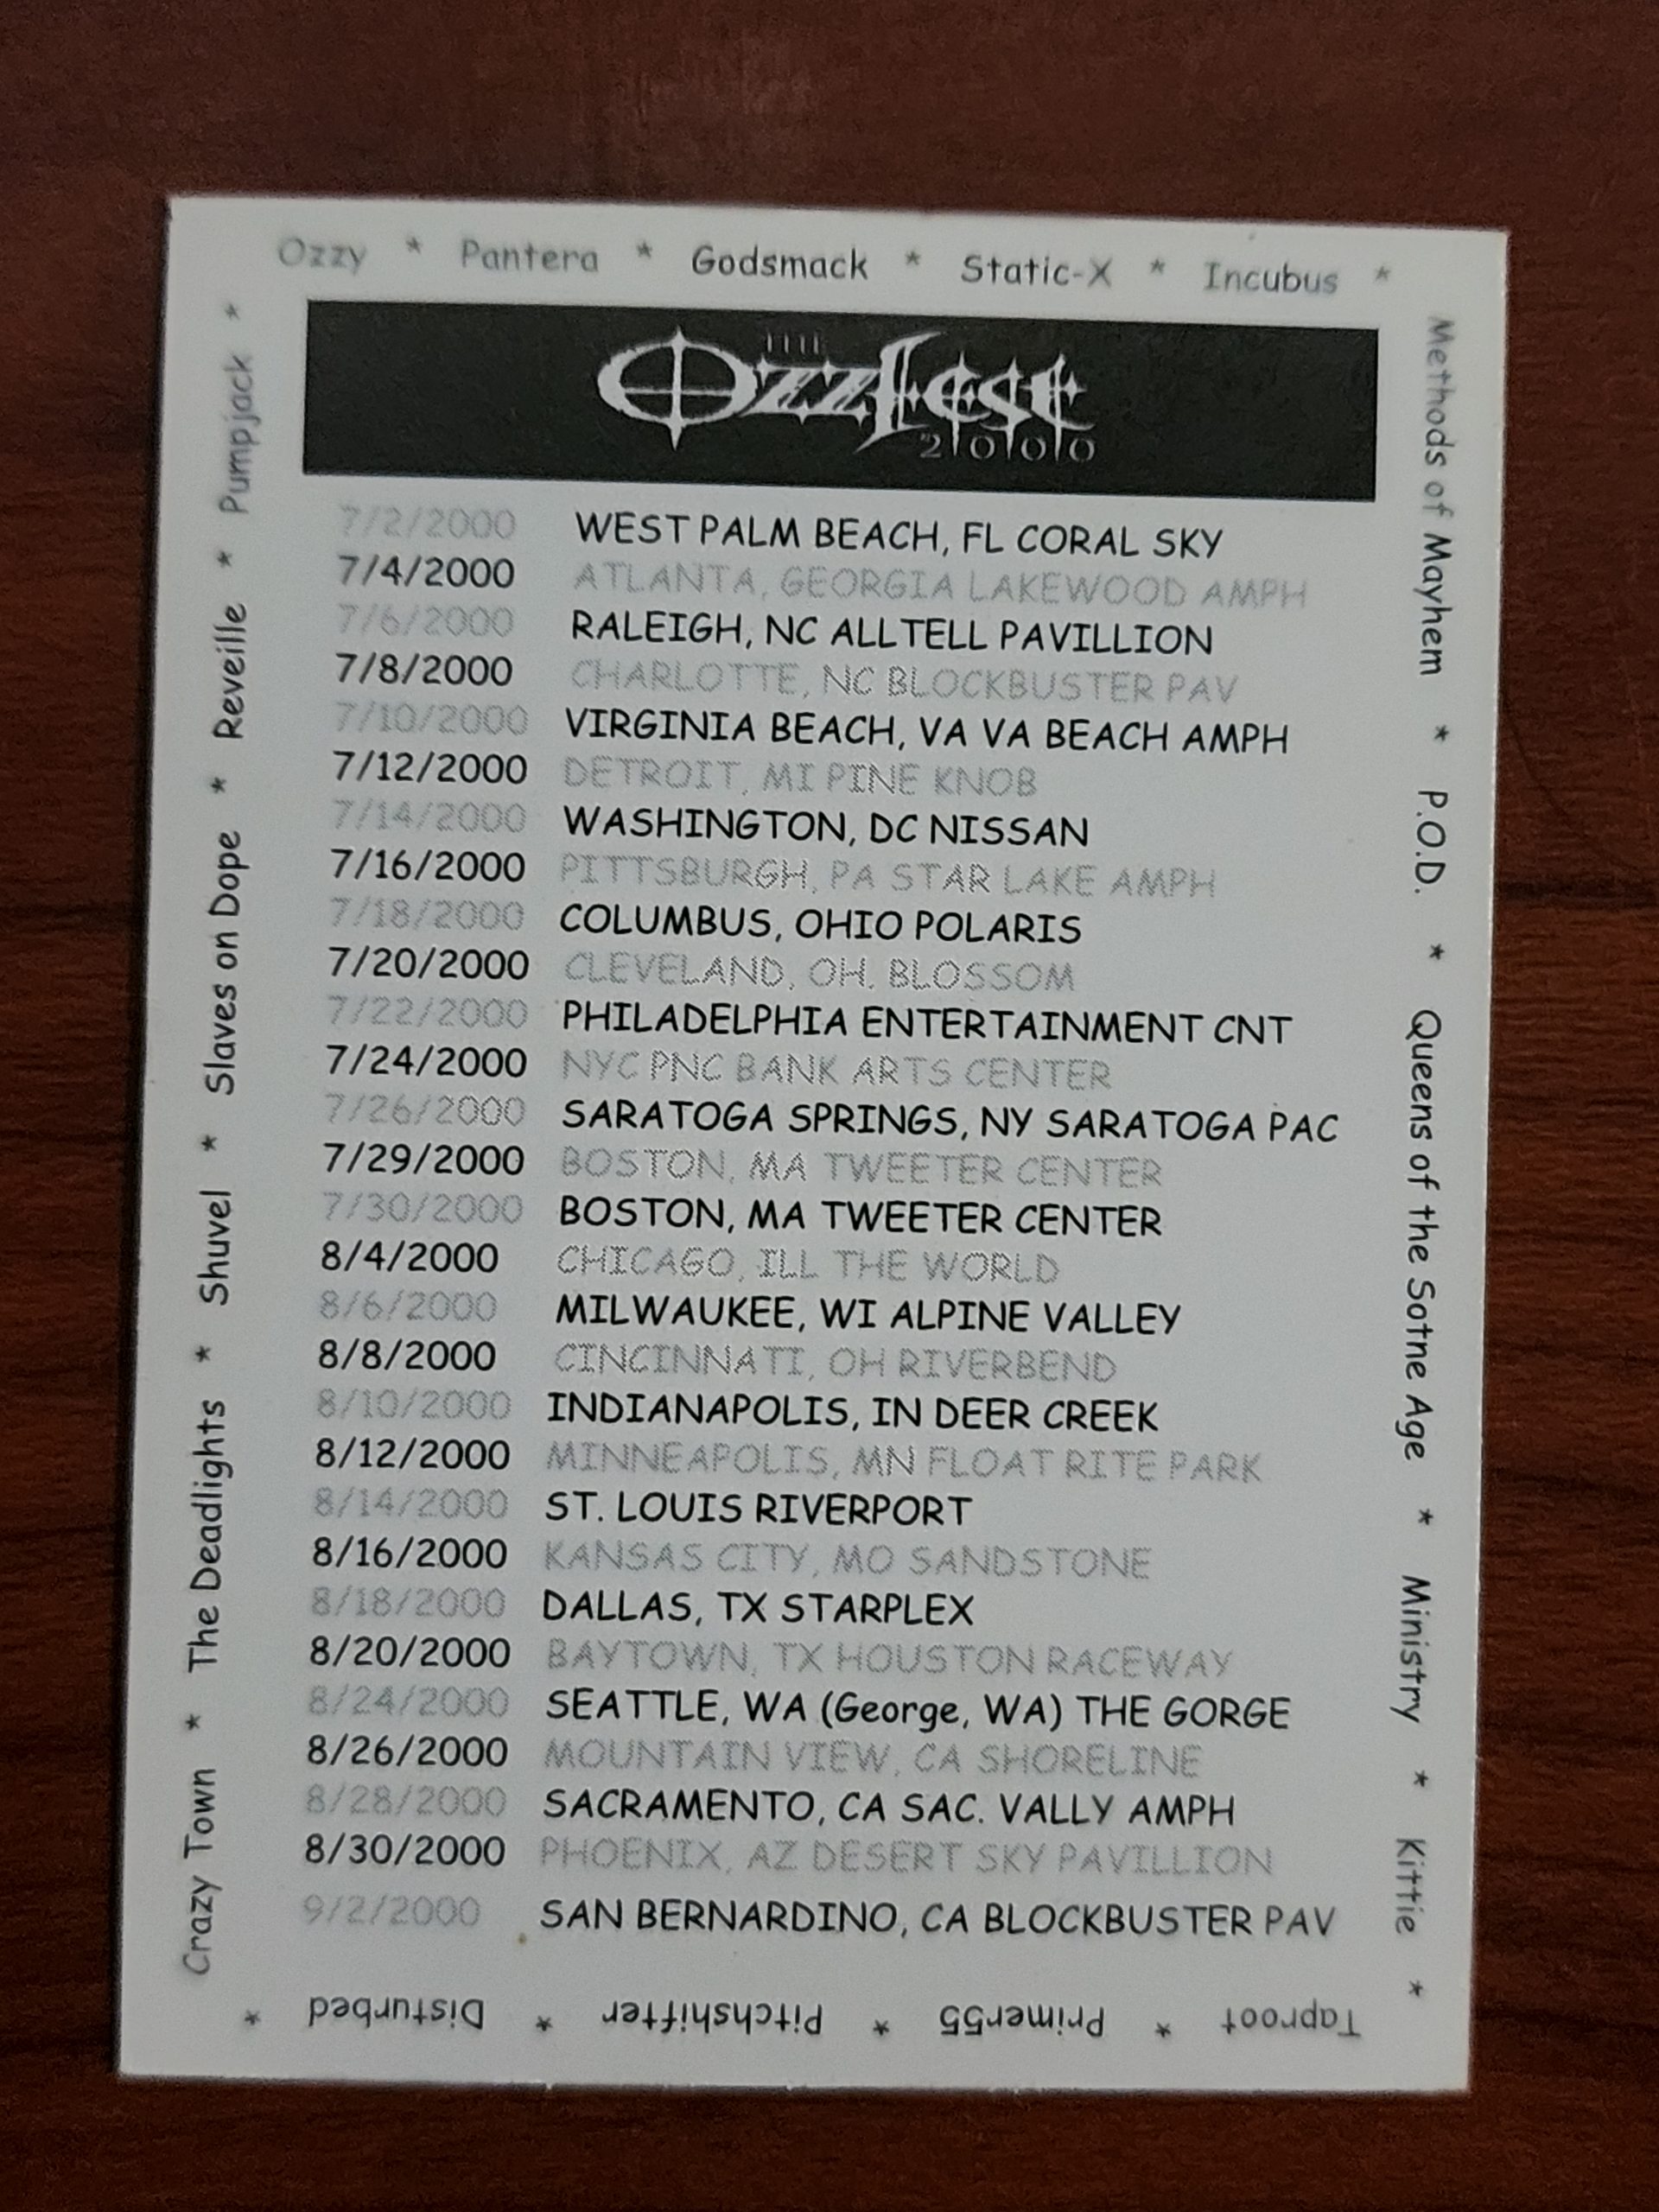 Ozzy * Pantera * Godsmack * Static-X * Incubus *
Methods of Mayhem * P.O.D. * Queens of the Sotne Age * Ministry * Kittie *
Taproot * Primer55 * Pitchshifter * Disturbed *
Crazy Town * The Deadlights * Shuvel * Slaves on Dope * Reveille * Pumpjack *
THE
OzzFest
2000
7/2/2000 WEST PALM BEACH, FL CORAL SKY
7/4/2000 ATLANTA, GEORGIA LAKEWOOD AMPH
7/6/2000 RALEIGH, NC ALLTELL PAVILLION
7/8/2000 CHARLOTTE, NC BLOCKBUSTER PAV
7/10/2000 VIRGINIA BEACH, VA VA BEACH AMPH
7/12/2000 DETROIT, MI PINE KNOB
7/14/2000 WASHINGTON, DC NISSAN
7/16/2000 PITTSBURGH, PA STAR LAKE AMPH
7/18/2000 COLUMBUS, OHIO POLARIS
7/20/2000 CLEVELAND, OH. BLOSSOM
7/22/2000 PHILADELPHIA ENTERTAINMENT CNT
7/24/2000 NYC PNC BANK ARTS CENTER
7/26/2000 SARATOGA SPRINGS, NY SARATOGA PAC
7/29/2000 BOSTON, MA TWEETER CENTER
7/30/2000 BOSTON, MA TWEETER CENTER
8/4/2000 CHICAGO, ILL THE WORLD
8/6/2000 MILWAUKEE, WI ALPINE VALLEY
8/8/2000 CINCINNATI, OH RIVERBEND
8/10/2000 INDIANAPOLIS, IN DEER CREEK
8/12/2000 MINNEAPOLIS, MN FLOAT RITE PARK
8/14/2000 ST. LOUIS RIVERPORT
8/16/2000 KANSAS CITY, MO SANDSTONE
8/18/2000 DALLAS, TX STARPLEX
8/20/2000 BAYTOWN, TX HOUSTON RACEWAY
8/24/2000 SEATTLE, WA (George, WA) THE GORGE
8/26/2000 MOUNTAIN VIEW, CA SHORELINE
8/28/2000 SACRAMENTO, CA SAC. VALLY AMPH
8/30/2000 PHOENIX, AZ DESERT SKY PAVILLION
9/2/2000 SAN BERNARDINO, CA BLOCKBUSTER PAV